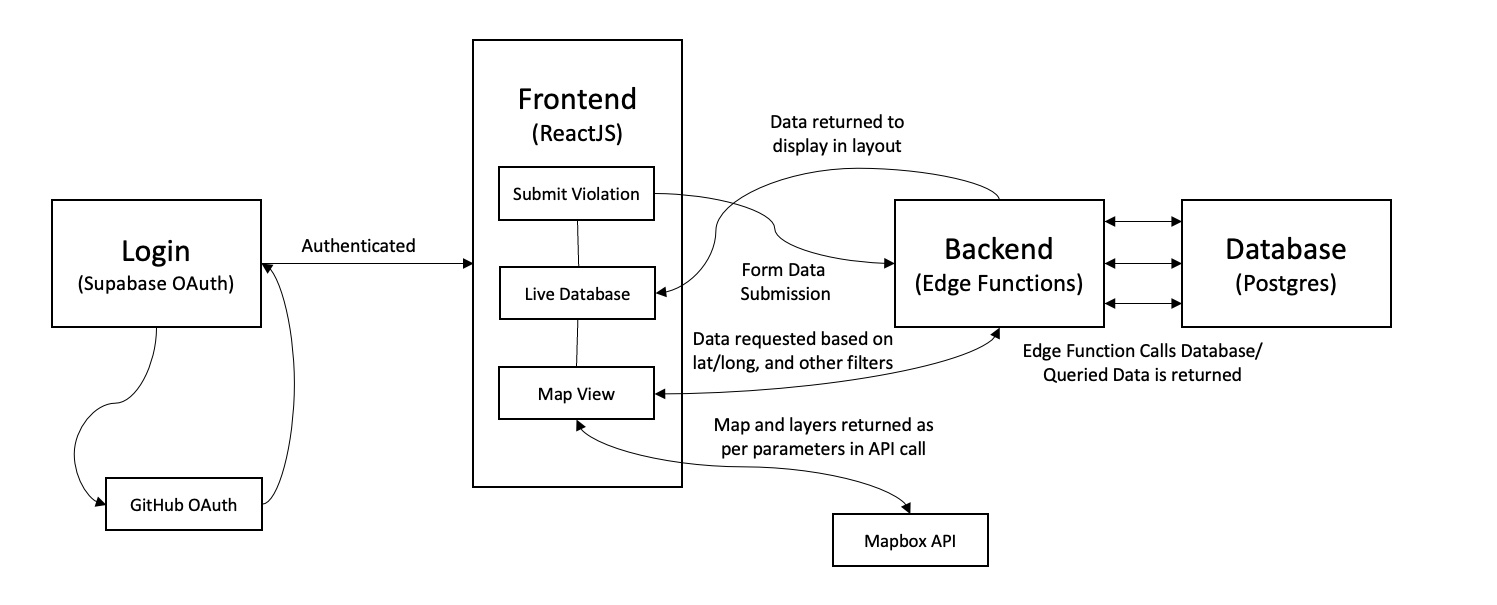 Frontend
(ReactJS)
Submit Violation
Live Database
Map View
Login
(Supabase OAuth)
Authenticated
GitHub OAuth
Data returned to
display in layout
Form Data
Submission
Data requested based on
lat/long, and other filters
Map and layers returned as
per parameters in API call
Mapbox API
Backend
(Edge Functions)
Database
(Postgres)
Edge Function Calls Database/
Queried Data is returned